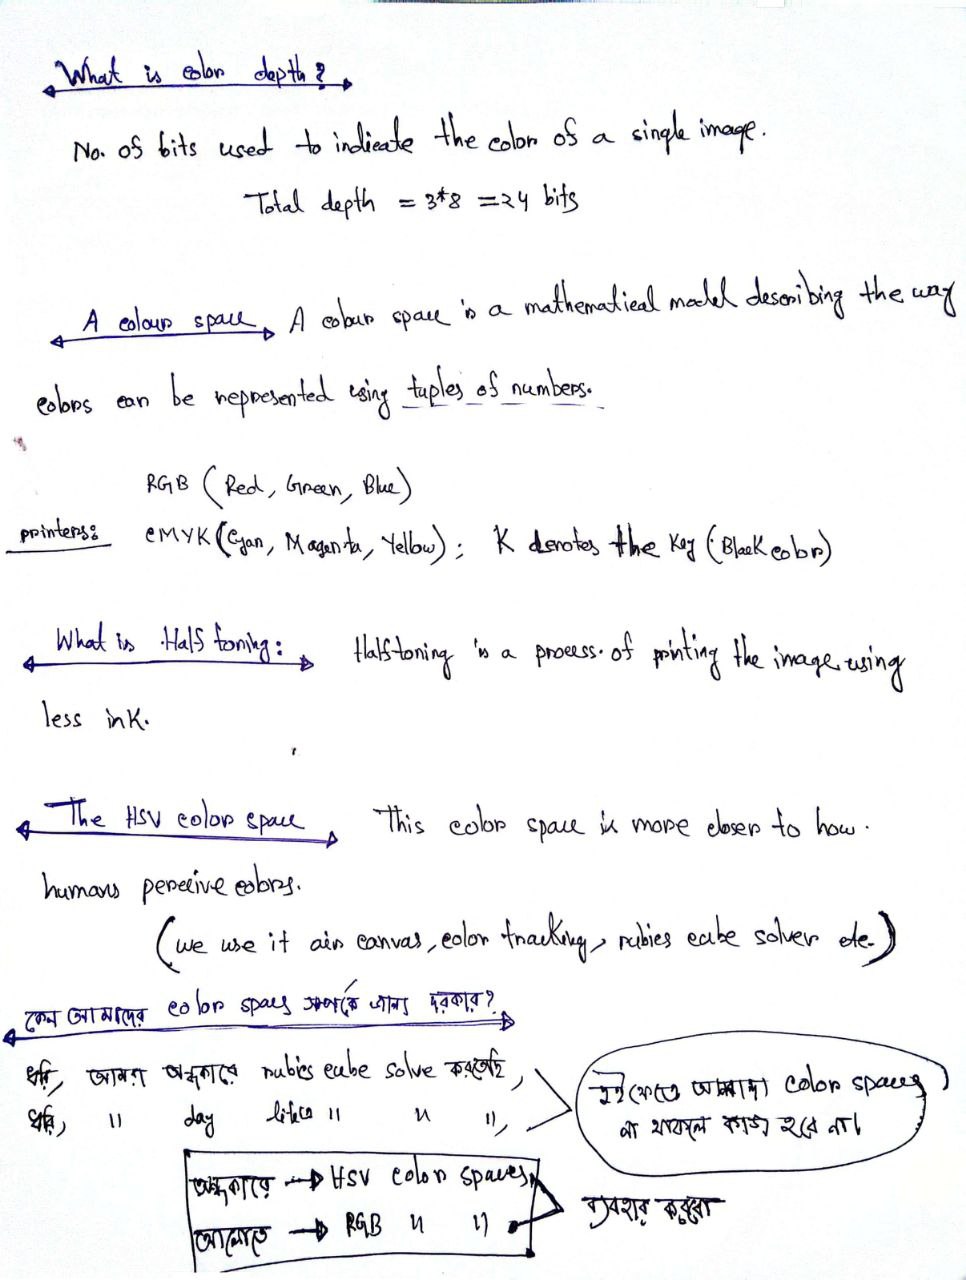 What is color depth?
No. of bits used to indicate the color of a single image.
Total depth = 3*8 = 24 bits
A colour space
A colour space is a mathematical model describing the way
colors can be represented using tuples of numbers.
RGB (Red, Green, Blue)
printers: CMYK (Cyan, Magenta, Yellow); K denotes the key (Black color)
What is Half toning:
Halftoning is a process of printing the image using
less ink.
The HSV color space
This color space is more closer to how
humans perceive colors.
(we use it air canvas, color tracking, rubies cube solver etc.)
কেন আমাদের color spaces সম্পর্কে জানা দরকার?
ধরি, আমরা অন্ধকারে rubies cube solve করতেছি,
ধরি, " day lifeco " " ",
দুই ক্ষেত্রে আলাদা color spaces
না থাকলে কাজ হবে না।
অন্ধকারে → HSV color spaces,
আলোতে → RGB " "
ব্যবহার করবো